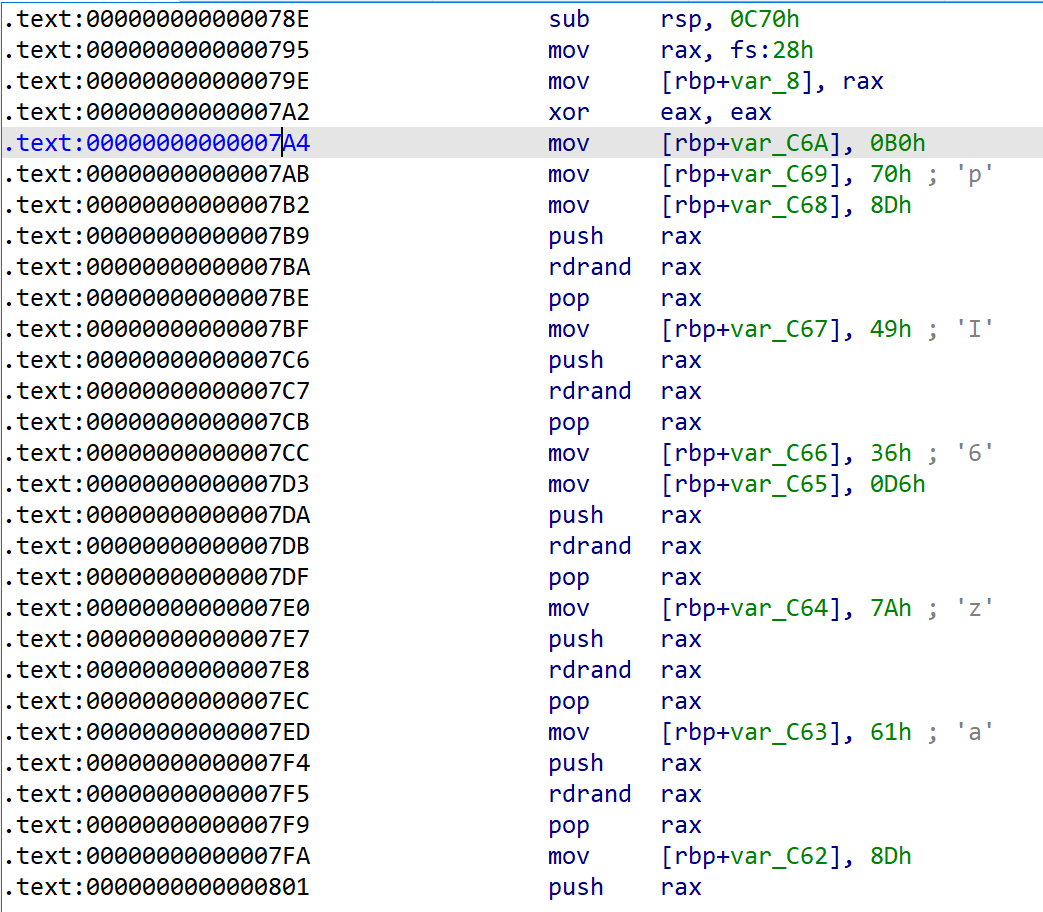 .text:000000000000078E sub rsp, 0C70h
.text:0000000000000795 mov rax, fs:28h
.text:000000000000079E mov [rbp+var_8], rax
.text:00000000000007A2 xor eax, eax
.text:00000000000007A4 mov [rbp+var_C6A], 0B0h
.text:00000000000007AB mov [rbp+var_C69], 70h ; 'p'
.text:00000000000007B2 mov [rbp+var_C68], 8Dh
.text:00000000000007B9 push rax
.text:00000000000007BA rdrand rax
.text:00000000000007BE pop rax
.text:00000000000007BF mov [rbp+var_C67], 49h ; 'I'
.text:00000000000007C6 push rax
.text:00000000000007C7 rdrand rax
.text:00000000000007CB pop rax
.text:00000000000007CC mov [rbp+var_C66], 36h ; '6'
.text:00000000000007D3 mov [rbp+var_C65], 0D6h
.text:00000000000007DA push rax
.text:00000000000007DB rdrand rax
.text:00000000000007DF pop rax
.text:00000000000007E0 mov [rbp+var_C64], 7Ah ; 'z'
.text:00000000000007E7 push rax
.text:00000000000007E8 rdrand rax
.text:00000000000007EC pop rax
.text:00000000000007ED mov [rbp+var_C63], 61h ; 'a'
.text:00000000000007F4 push rax
.text:00000000000007F5 rdrand rax
.text:00000000000007F9 pop rax
.text:00000000000007FA mov [rbp+var_C62], 8Dh
.text:0000000000000801 push rax